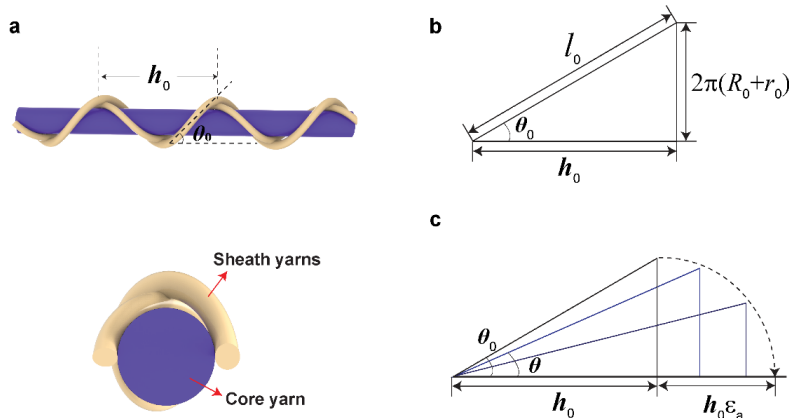 a
h₀
θ₀
Sheath yarns
Core yarn
b
l₀
2π(R₀+r₀)
θ₀
h₀
c
θ₀
θ
h₀
h₀εₐ